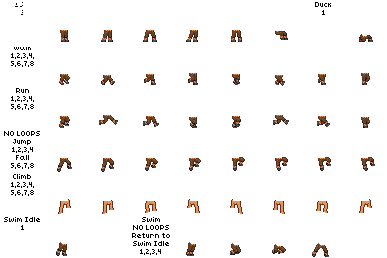 Duck
1
Walk
1,2,3,4,
5,6,7,8
Run
1,2,3,4,
5,6,7,8
NO LOOPS
Jump
1,2,3,4
Fall
5,6,7,8
Climb
1,2,3,4,
5,6,7,8
Swim Idle
1
Swim
NO LOOPS
Return to
Swim Idle
1,2,3,4